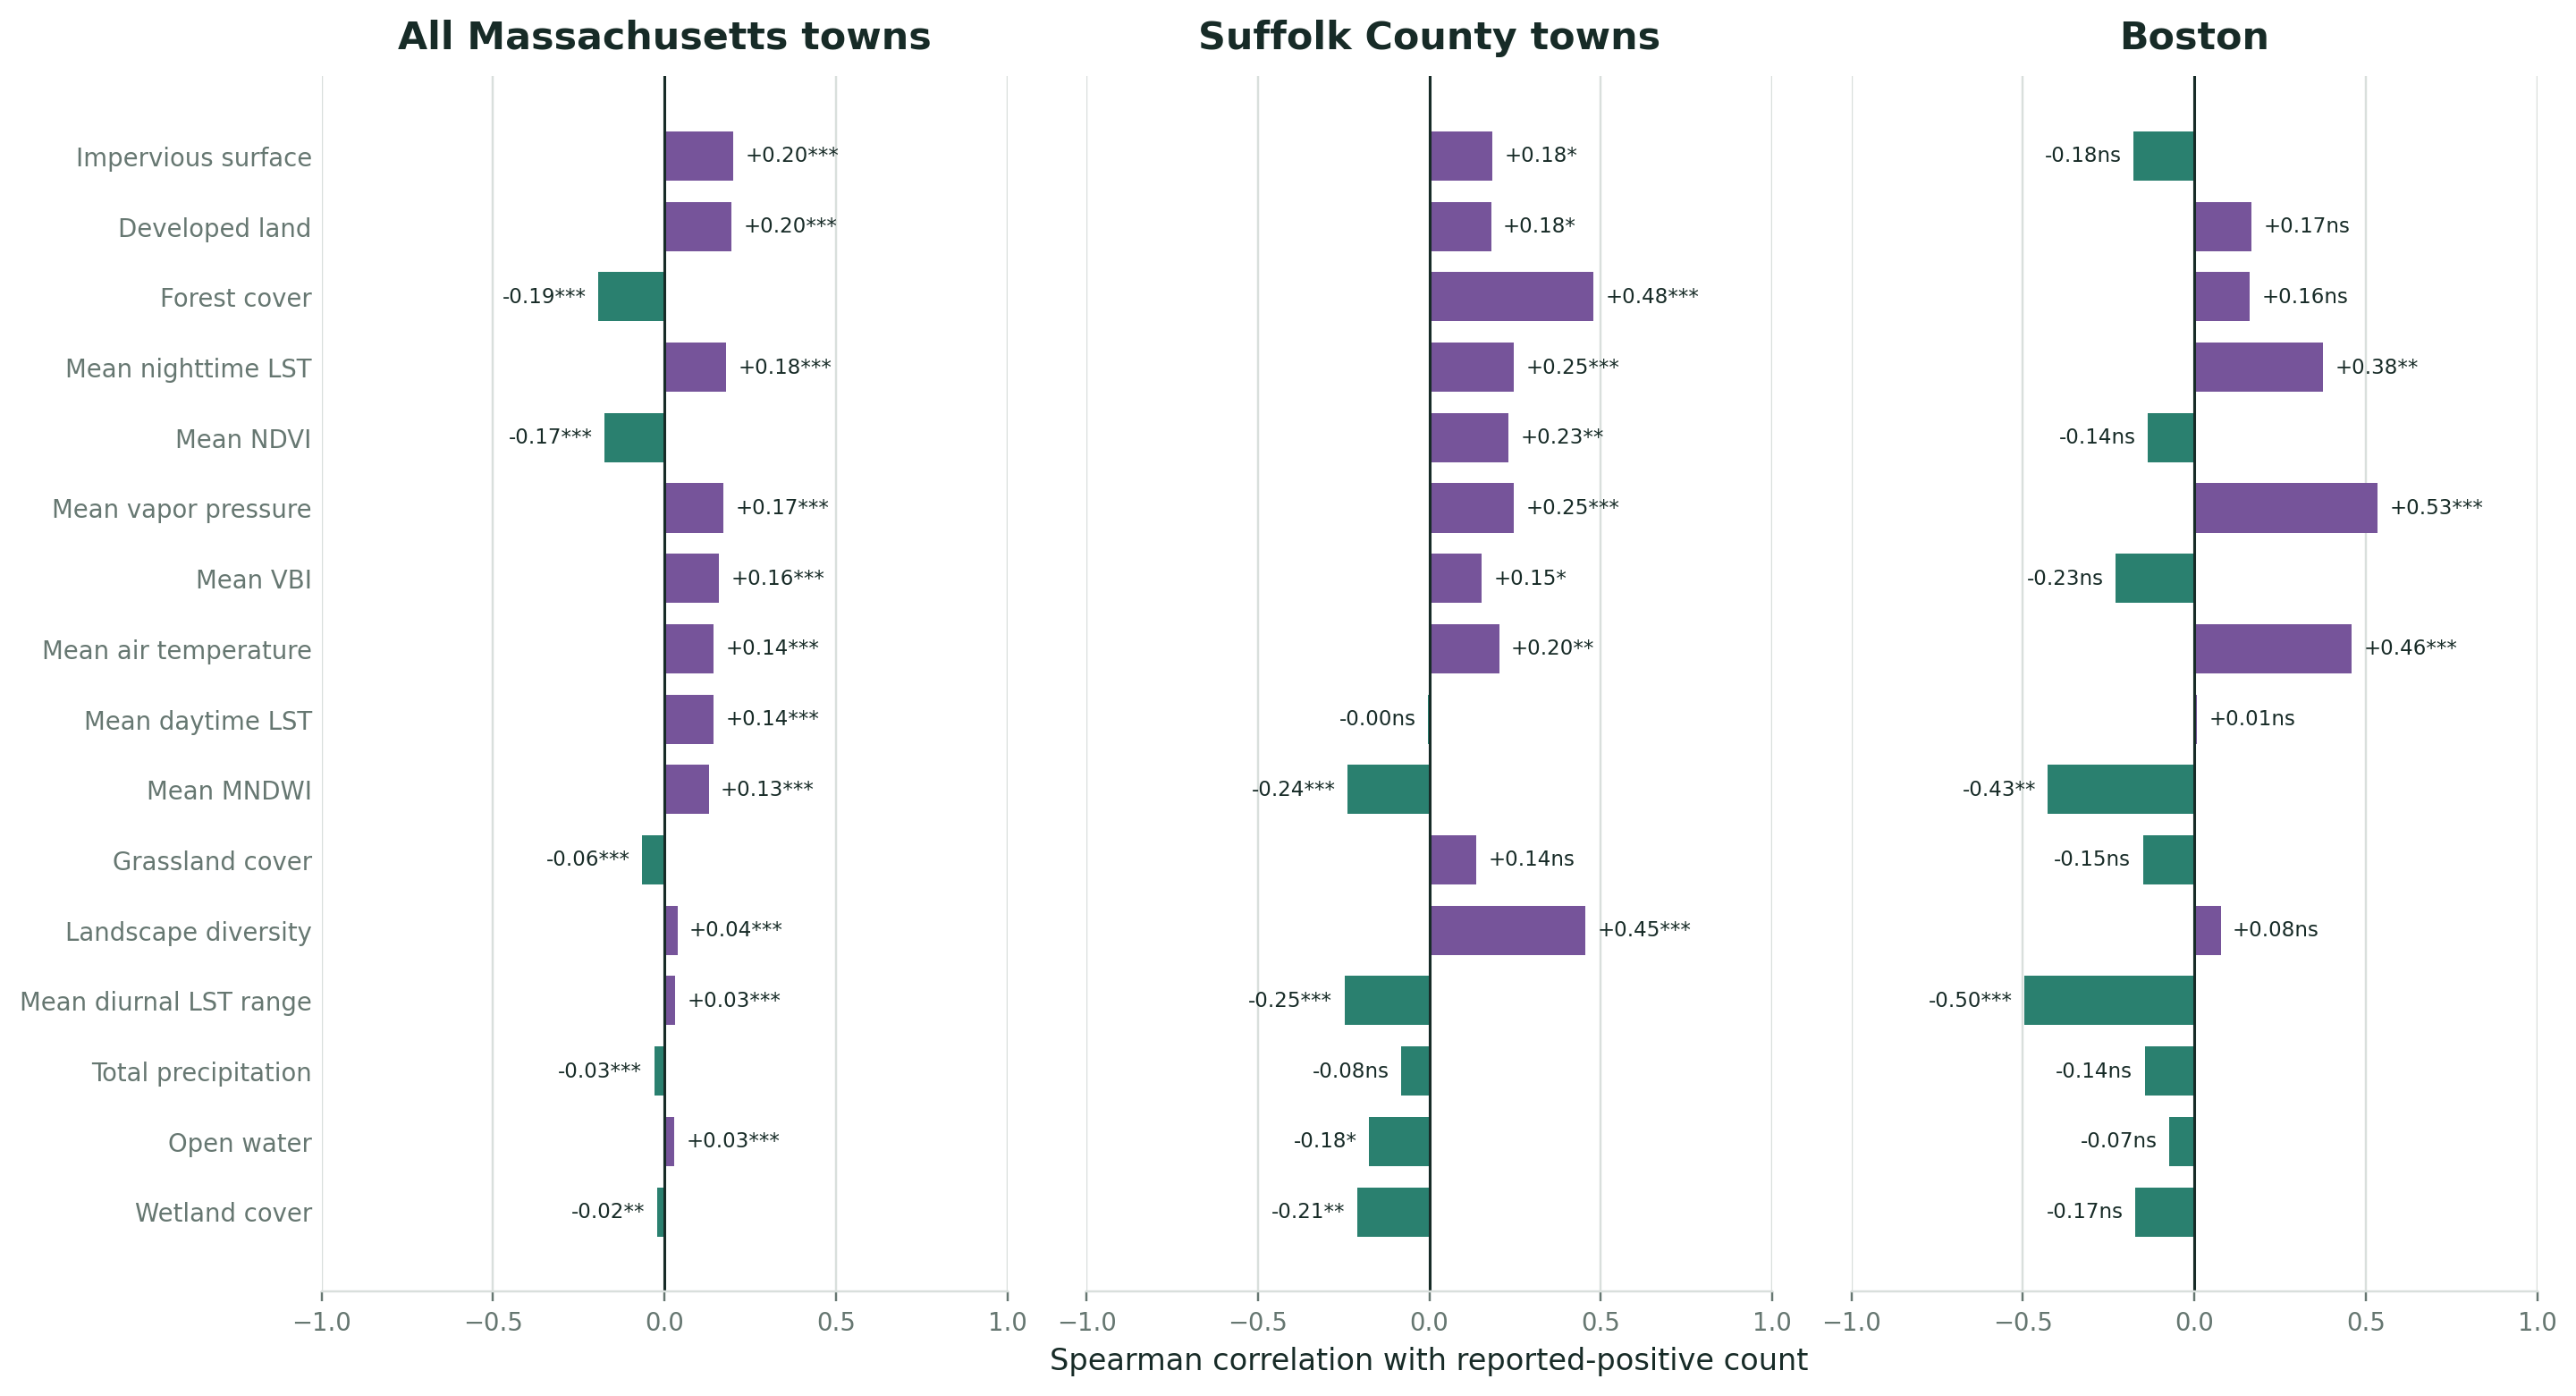 All Massachusetts towns
Suffolk County towns
Boston
Impervious surface
+0.20***
+0.18*
-0.18ns
Developed land
+0.20***
+0.18*
+0.17ns
Forest cover
-0.19***
+0.48***
+0.16ns
Mean nighttime LST
+0.18***
+0.25***
+0.38**
Mean NDVI
-0.17***
+0.23**
-0.14ns
Mean vapor pressure
+0.17***
+0.25***
+0.53***
Mean VBI
+0.16***
+0.15*
-0.23ns
Mean air temperature
+0.14***
+0.20**
+0.46***
Mean daytime LST
+0.14***
-0.00ns
+0.01ns
Mean MNDWI
+0.13***
-0.24***
-0.43**
Grassland cover
-0.06***
+0.14ns
-0.15ns
Landscape diversity
+0.04***
+0.45***
+0.08ns
Mean diurnal LST range
+0.03***
-0.25***
-0.50***
Total precipitation
-0.03***
-0.08ns
-0.14ns
Open water
+0.03***
-0.18*
-0.07ns
Wetland cover
-0.02**
-0.21**
-0.17ns
−1.0 −0.5 0.0 0.5 1.0
−1.0 −0.5 0.0 0.5 1.0
−1.0 −0.5 0.0 0.5 1.0
Spearman correlation with reported-positive count